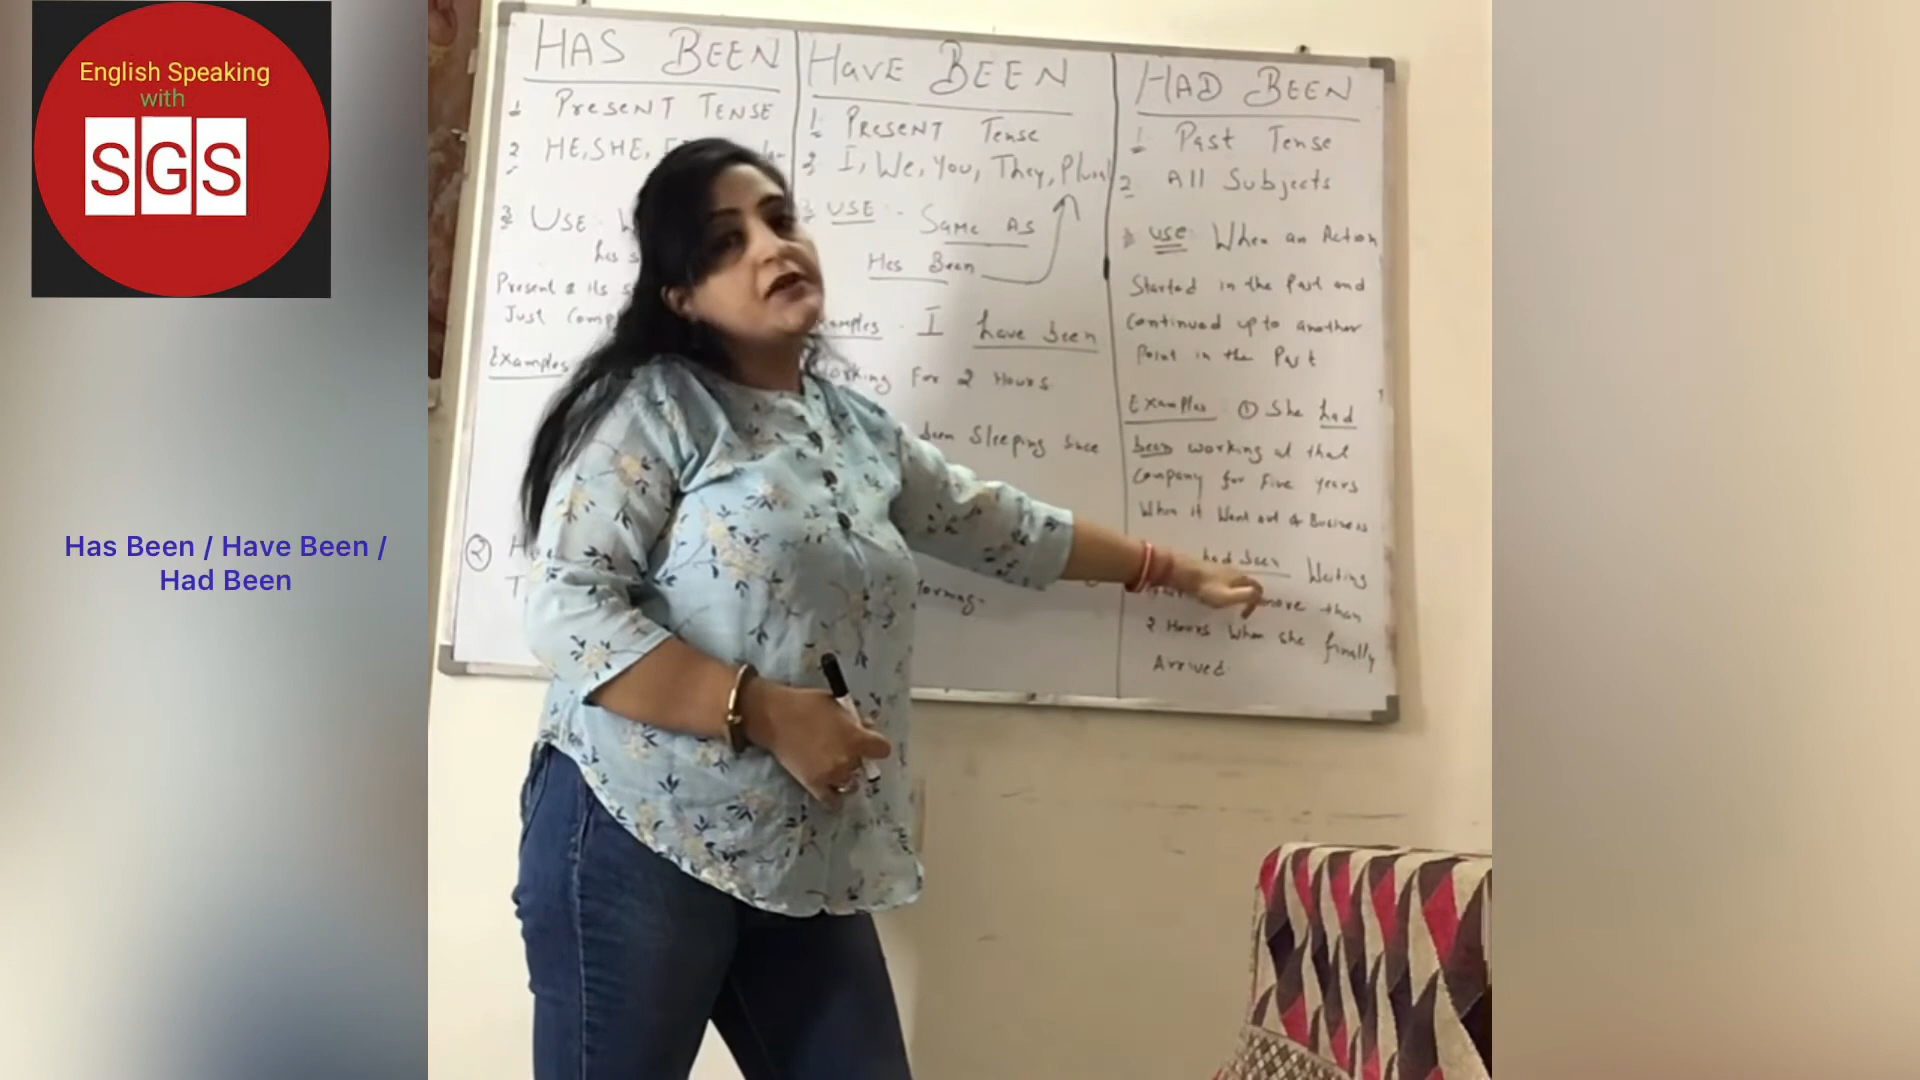 English Speaking
with
SGS
Has Been / Have Been /
Had Been
HAS BEEN
1 PreseNT TENSE
2 HE, SHE,
3 USE
has
Present & its
Just
Examples
2
HaVE BEEN
1 PReseNT Tense
2 I, We, You, They, Plural
3 USE :- Same As
Has Been
I have been
Working For 2 Hours
been Sleeping since
HAD BEEN
1 Past Tense
2 All Subjects
3 use When an Action
Started in the Past and
continued up to another
Point in the Past
Examples 1 She had
been working at that
Company for Five years
When it Went out of Business
had been Waiting
more than
2 Hours When she finally
Arrived